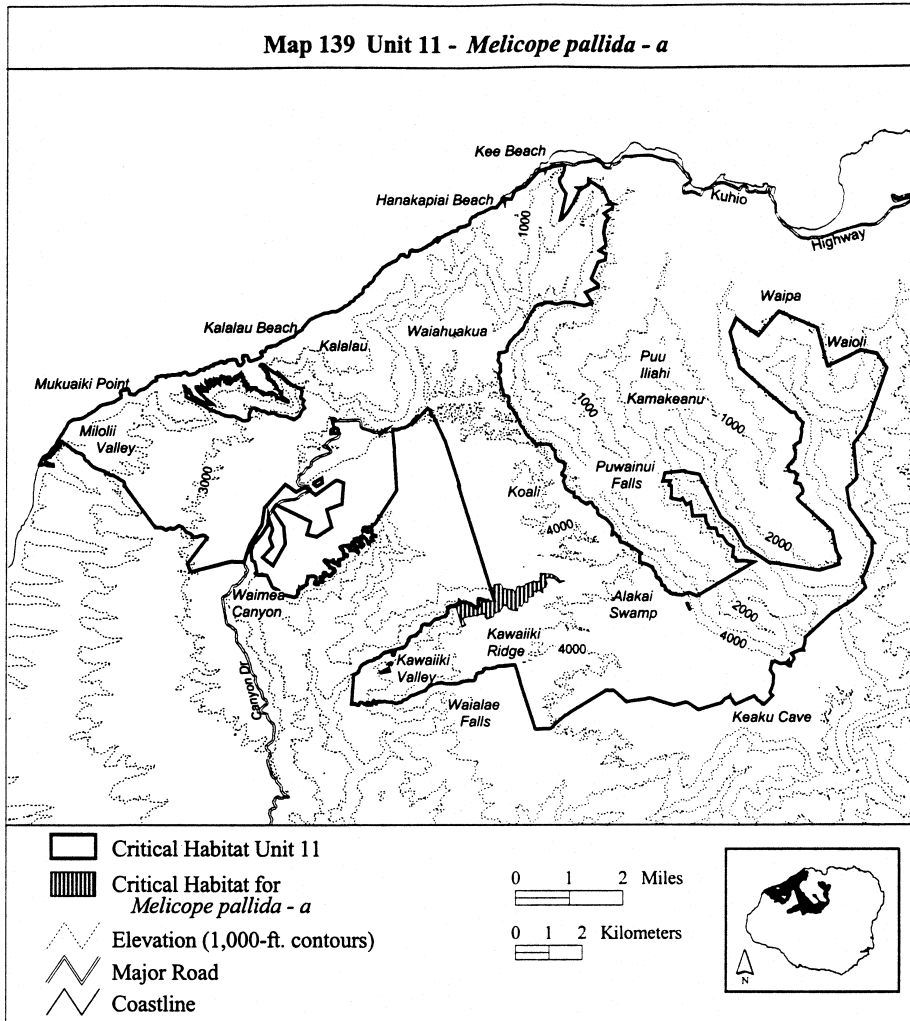 Map 139 Unit 11 - Melicope pallida - a
Kee Beach
Hanakapiai Beach
Kuhio
Highway
1000
Waipa
Kalalau Beach
Waiahuakua
Kalalau
Waioli
Puu
Iliahi
Mukuaiki Point
Kamakeanu
1000
1000
Milolii
Valley
3000
Puwainui
Falls
Koali
4000
2000
Waimea
Canyon
Alakai
Swamp
2000
4000
Kawaiiki
Ridge
4000
Kawaiiki
Valley
Canyon Dr
Waialae
Falls
Keaku Cave
Critical Habitat Unit 11
Critical Habitat for
Melicope pallida - a
Elevation (1,000-ft. contours)
Major Road
Coastline
0 1 2 Miles
0 1 2 Kilometers
N